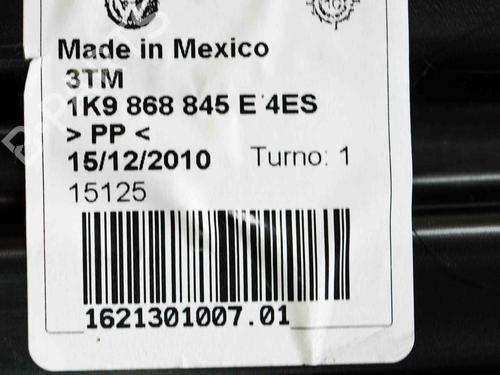 Made in Mexico
3TM
1K9 868 845 E 4ES
> PP <
15/12/2010 Turno: 1
15125
1621301007.01